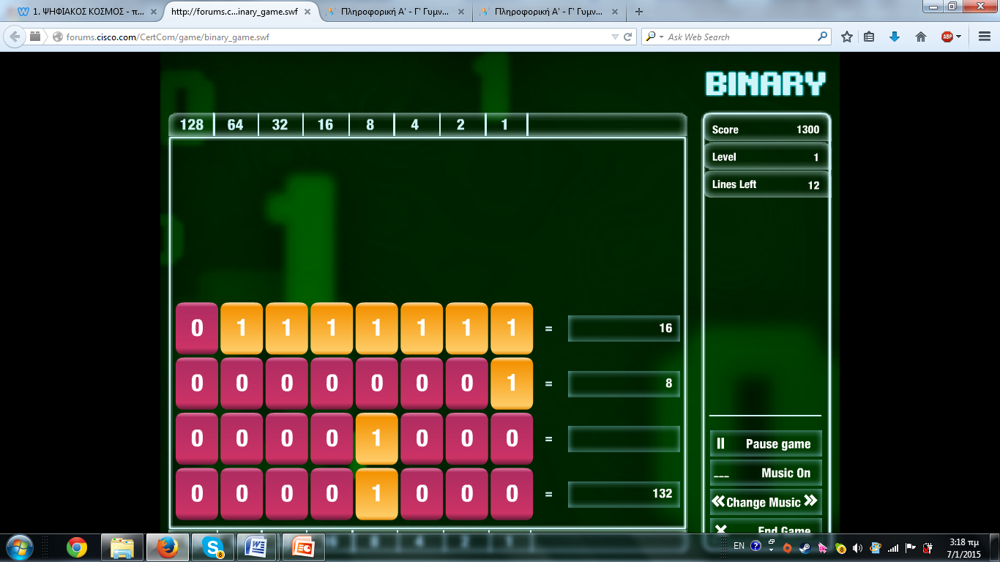 1. ΨΗΦΙΑΚΟΣ ΚΟΣΜΟΣ - π...
http://forums.c...inary_game.swf
Πληροφορική Α' - Γ' Γυμν...
Πληροφορική Α' - Γ' Γυμν...
forums.cisco.com/CertCom/game/binary_game.swf
Ask Web Search
ABP
BINARY
128 64 32 16 8 4 2 1
Score 1300
Level 1
Lines Left 12
0 1 1 1 1 1 1 1 = 16
0 0 0 0 0 0 0 1 = 8
0 0 0 0 1 0 0 0 =
0 0 0 0 1 0 0 0 = 132
Pause game
Music On
Change Music
End Game
EN
3:18 πμ
7/1/2015